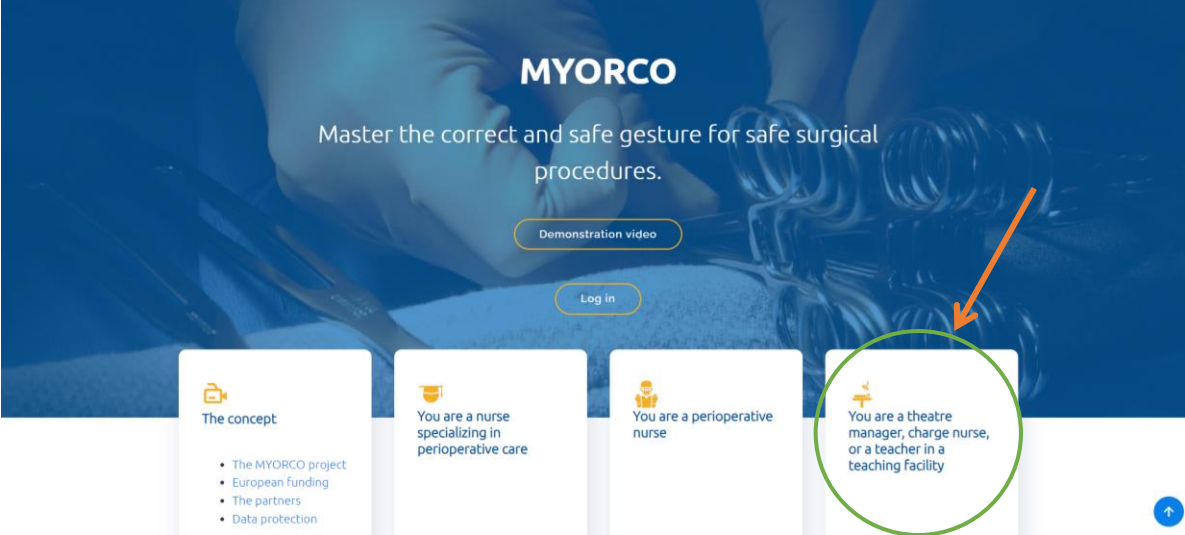 MYORCO
Master the correct and safe gesture for safe surgical
procedures.
Demonstration video
Log in
The concept
The MYORCO project
European funding
The partners
Data protection
You are a nurse
specializing in
perioperative care
You are a perioperative
nurse
You are a theatre
manager, charge nurse,
or a teacher in a
teaching facility